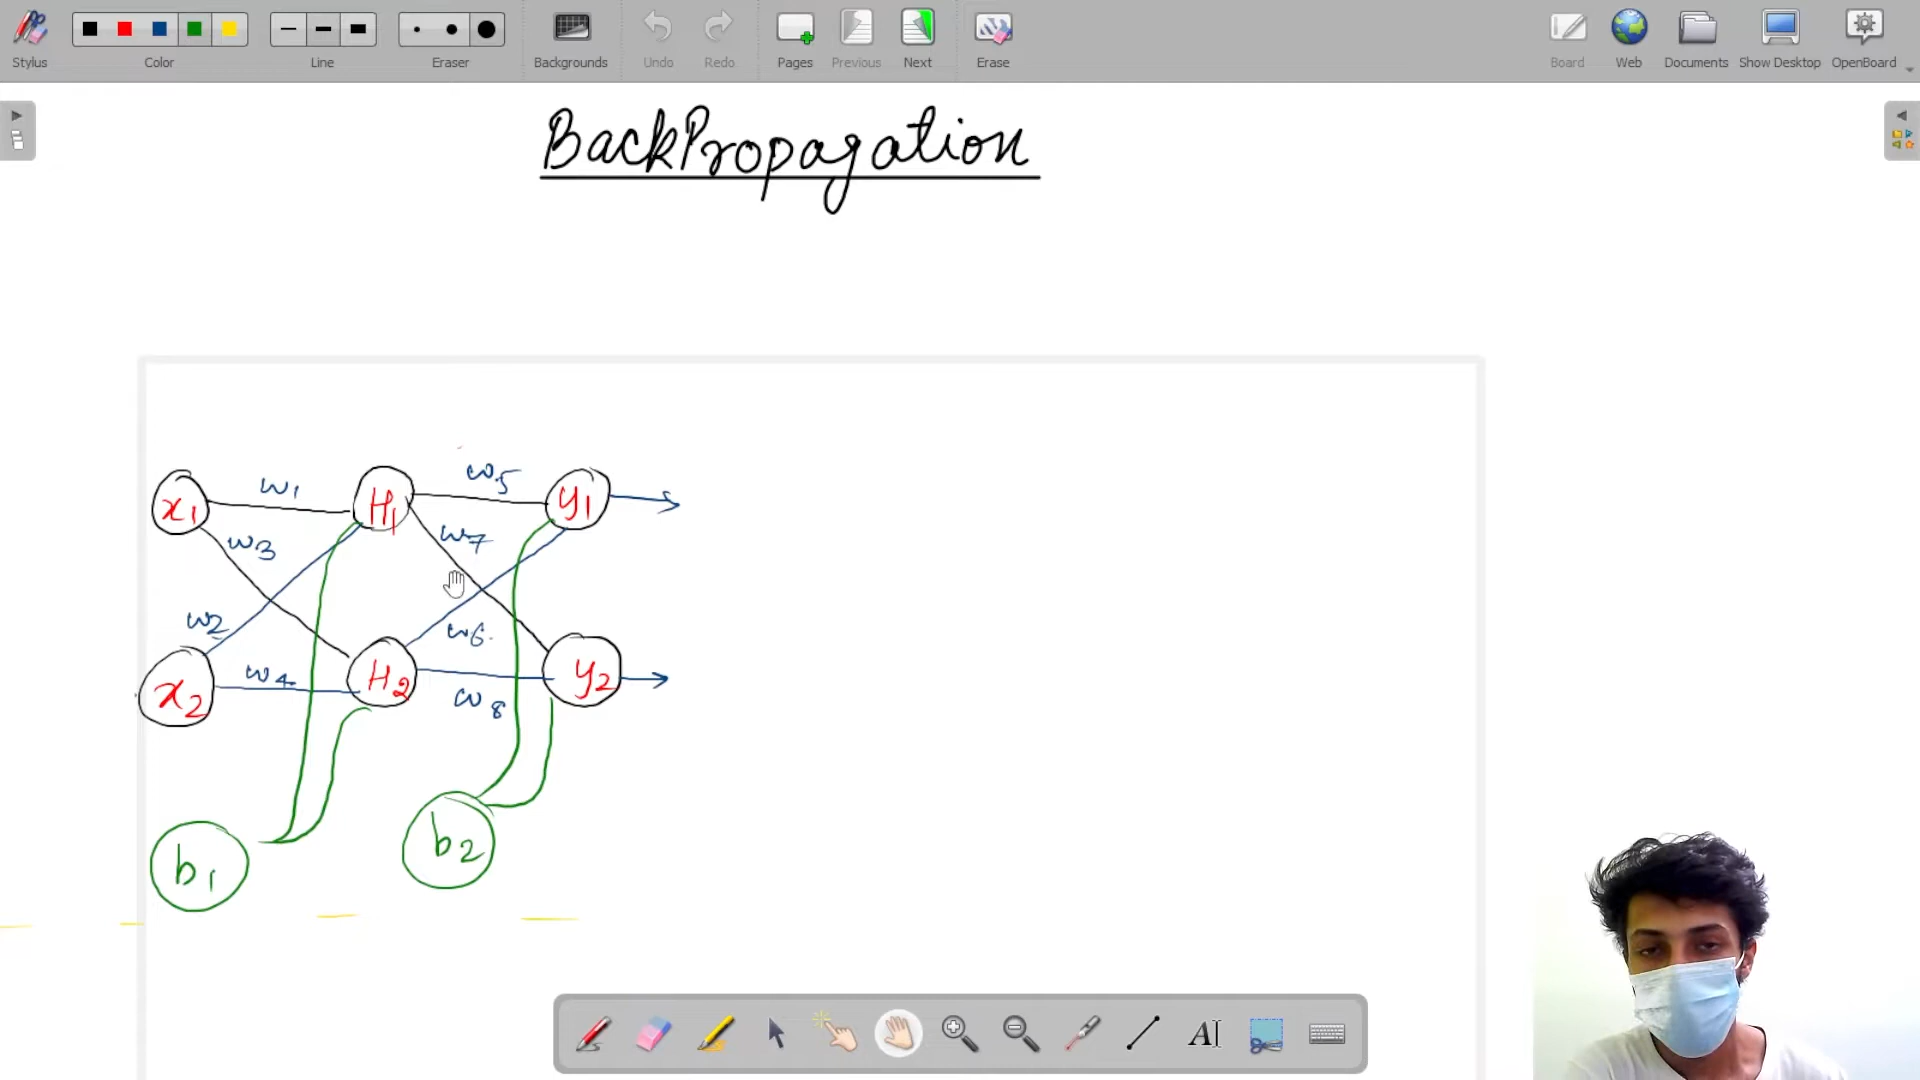 Stylus Color Line Eraser Backgrounds Undo Redo Pages Previous Next Erase Board Web Documents Show Desktop OpenBoard
BackPropagation
x1 w1 H1 w5 y1
w3 w7
w2 w6
x2 w4 H2 w8 y2
b1 b2
AI